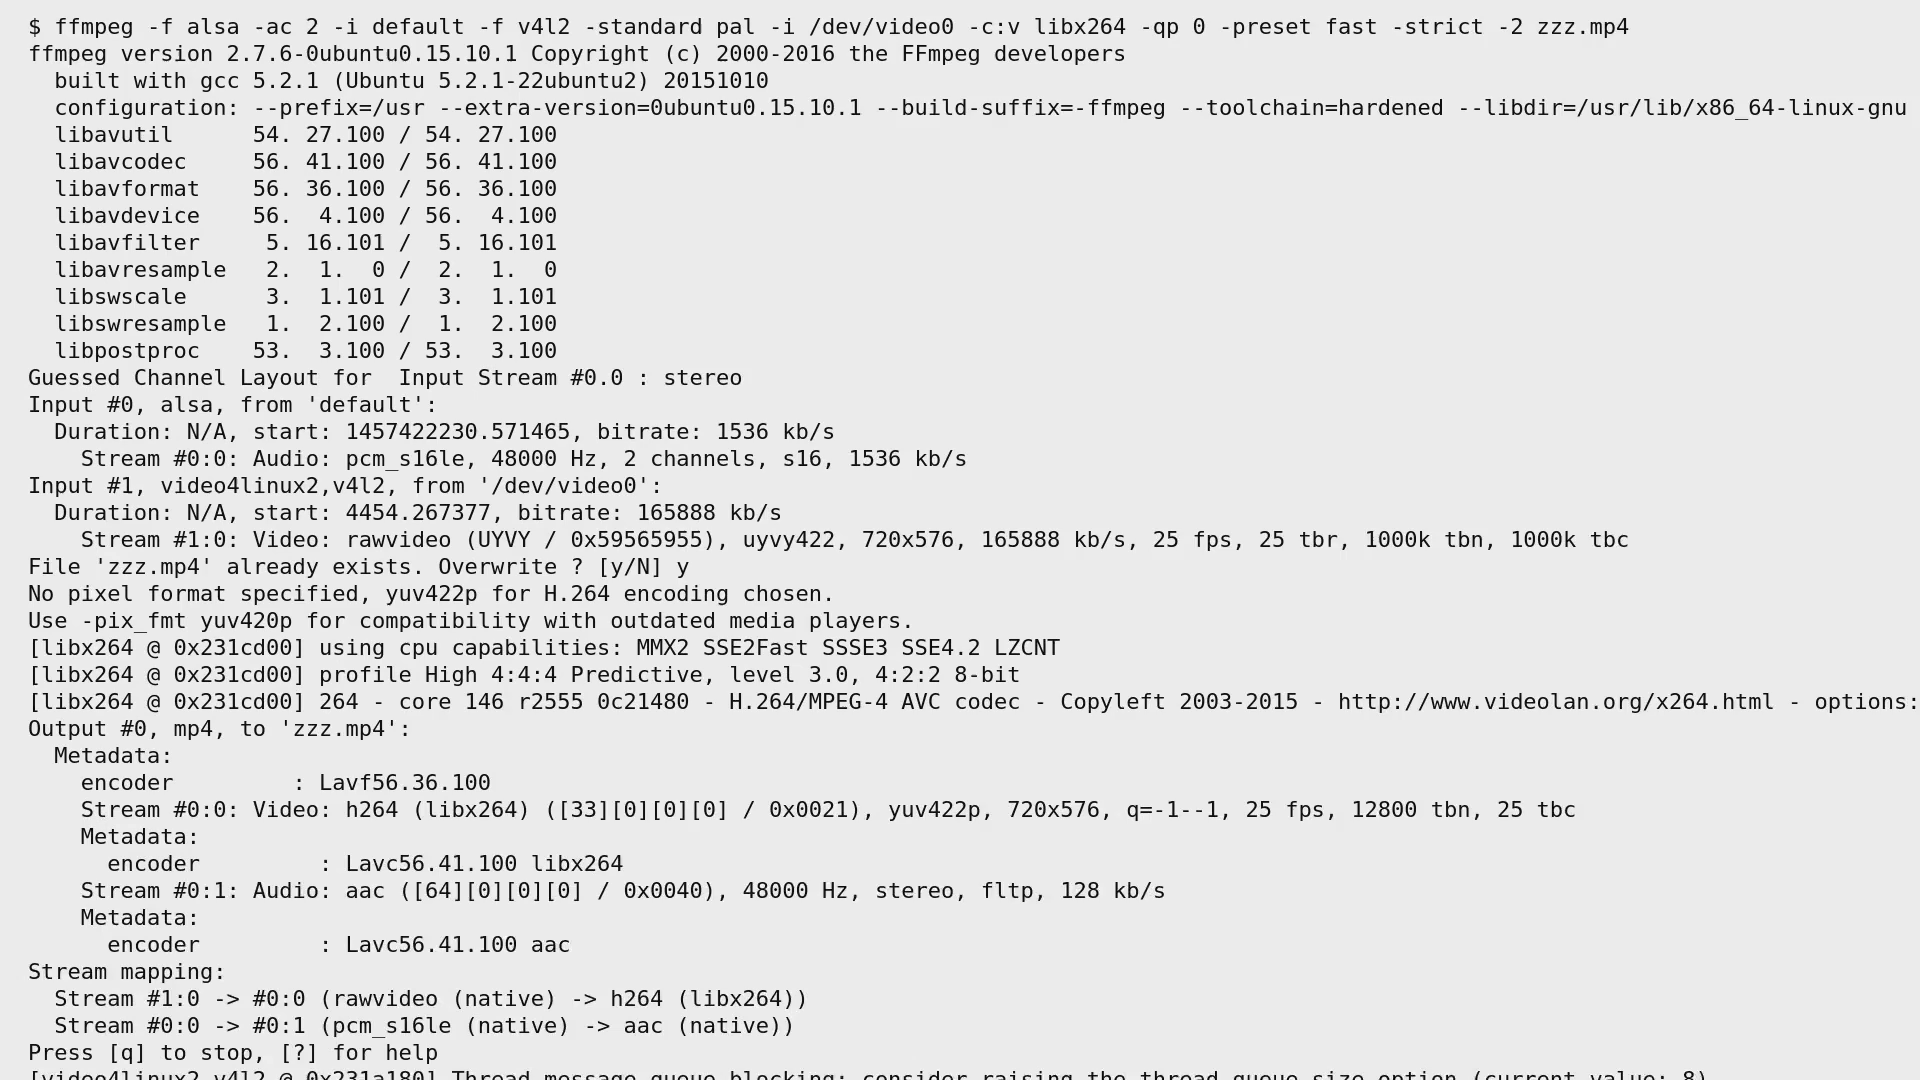 $ ffmpeg -f alsa -ac 2 -i default -f v4l2 -standard pal -i /dev/video0 -c:v libx264 -qp 0 -preset fast -strict -2 zzz.mp4
ffmpeg version 2.7.6-0ubuntu0.15.10.1 Copyright (c) 2000-2016 the FFmpeg developers
  built with gcc 5.2.1 (Ubuntu 5.2.1-22ubuntu2) 20151010
  configuration: --prefix=/usr --extra-version=0ubuntu0.15.10.1 --build-suffix=-ffmpeg --toolchain=hardened --libdir=/usr/lib/x86_64-linux-gnu
  libavutil      54. 27.100 / 54. 27.100
  libavcodec     56. 41.100 / 56. 41.100
  libavformat    56. 36.100 / 56. 36.100
  libavdevice    56.  4.100 / 56.  4.100
  libavfilter     5. 16.101 /  5. 16.101
  libavresample   2.  1.  0 /  2.  1.  0
  libswscale      3.  1.101 /  3.  1.101
  libswresample   1.  2.100 /  1.  2.100
  libpostproc    53.  3.100 / 53.  3.100
Guessed Channel Layout for  Input Stream #0.0 : stereo
Input #0, alsa, from 'default':
  Duration: N/A, start: 1457422230.571465, bitrate: 1536 kb/s
    Stream #0:0: Audio: pcm_s16le, 48000 Hz, 2 channels, s16, 1536 kb/s
Input #1, video4linux2,v4l2, from '/dev/video0':
  Duration: N/A, start: 4454.267377, bitrate: 165888 kb/s
    Stream #1:0: Video: rawvideo (UYVY / 0x59565955), uyvy422, 720x576, 165888 kb/s, 25 fps, 25 tbr, 1000k tbn, 1000k tbc
File 'zzz.mp4' already exists. Overwrite ? [y/N] y
No pixel format specified, yuv422p for H.264 encoding chosen.
Use -pix_fmt yuv420p for compatibility with outdated media players.
[libx264 @ 0x231cd00] using cpu capabilities: MMX2 SSE2Fast SSSE3 SSE4.2 LZCNT
[libx264 @ 0x231cd00] profile High 4:4:4 Predictive, level 3.0, 4:2:2 8-bit
[libx264 @ 0x231cd00] 264 - core 146 r2555 0c21480 - H.264/MPEG-4 AVC codec - Copyleft 2003-2015 - http://www.videolan.org/x264.html - options:
Output #0, mp4, to 'zzz.mp4':
  Metadata:
    encoder         : Lavf56.36.100
    Stream #0:0: Video: h264 (libx264) ([33][0][0][0] / 0x0021), yuv422p, 720x576, q=-1--1, 25 fps, 12800 tbn, 25 tbc
    Metadata:
      encoder         : Lavc56.41.100 libx264
    Stream #0:1: Audio: aac ([64][0][0][0] / 0x0040), 48000 Hz, stereo, fltp, 128 kb/s
    Metadata:
      encoder         : Lavc56.41.100 aac
Stream mapping:
  Stream #1:0 -> #0:0 (rawvideo (native) -> h264 (libx264))
  Stream #0:0 -> #0:1 (pcm_s16le (native) -> aac (native))
Press [q] to stop, [?] for help
[video4linux2,v4l2 @ 0x231a180] Thread message queue blocking; consider raising the thread_queue_size option (current value: 8)